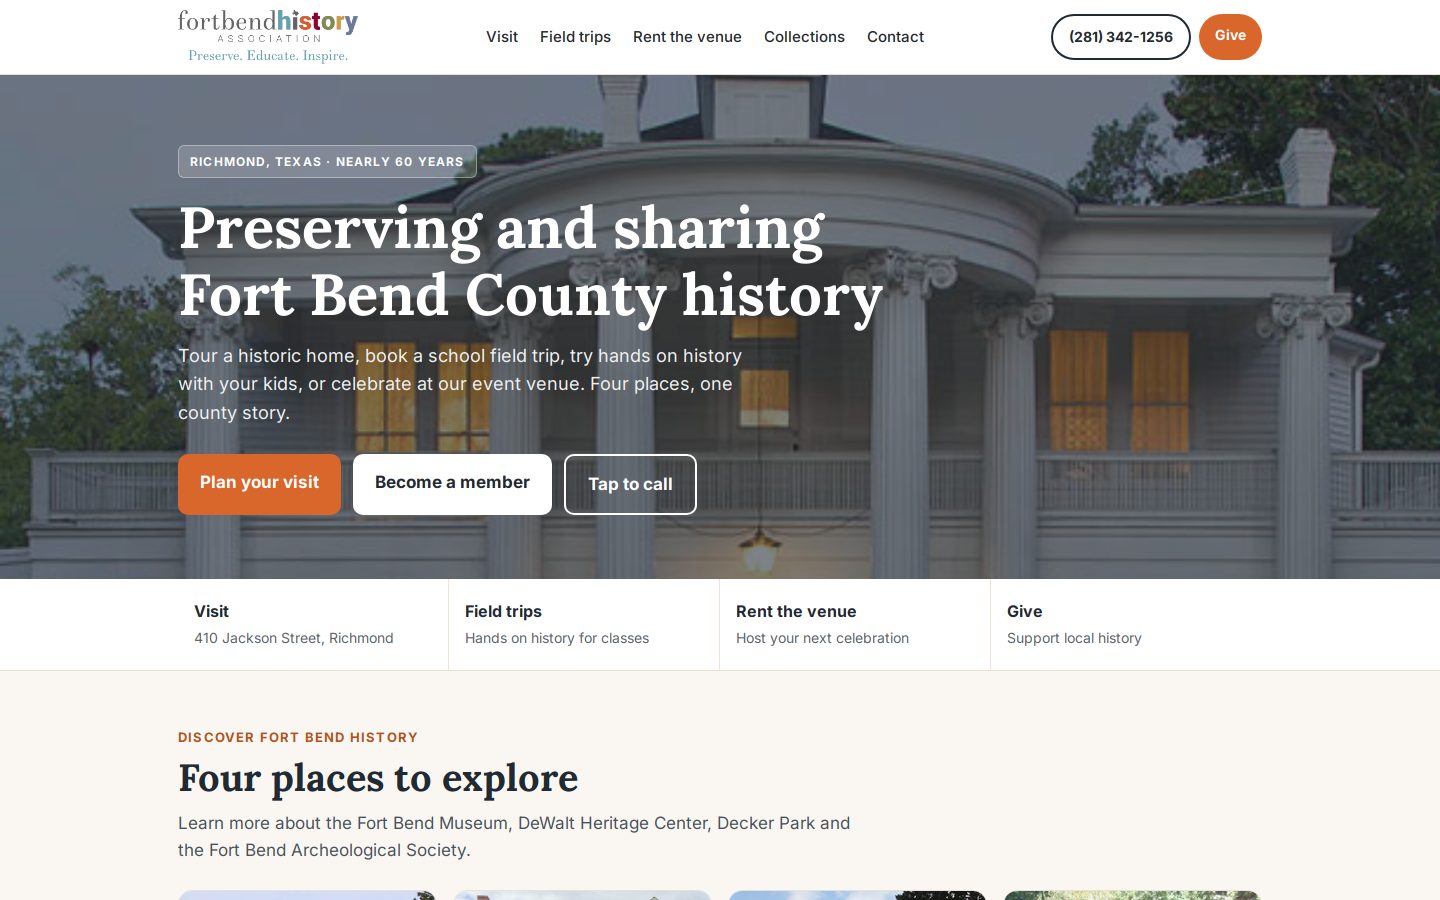 fortbendhistory
ASSOCIATION
Preserve. Educate. Inspire.
Visit
Field trips
Rent the venue
Collections
Contact
(281) 342-1256
Give
RICHMOND, TEXAS · NEARLY 60 YEARS
Preserving and sharing
Fort Bend County history
Tour a historic home, book a school field trip, try hands on history
with your kids, or celebrate at our event venue. Four places, one
county story.
Plan your visit
Become a member
Tap to call
Visit
410 Jackson Street, Richmond
Field trips
Hands on history for classes
Rent the venue
Host your next celebration
Give
Support local history
DISCOVER FORT BEND HISTORY
Four places to explore
Learn more about the Fort Bend Museum, DeWalt Heritage Center, Decker Park and
the Fort Bend Archeological Society.